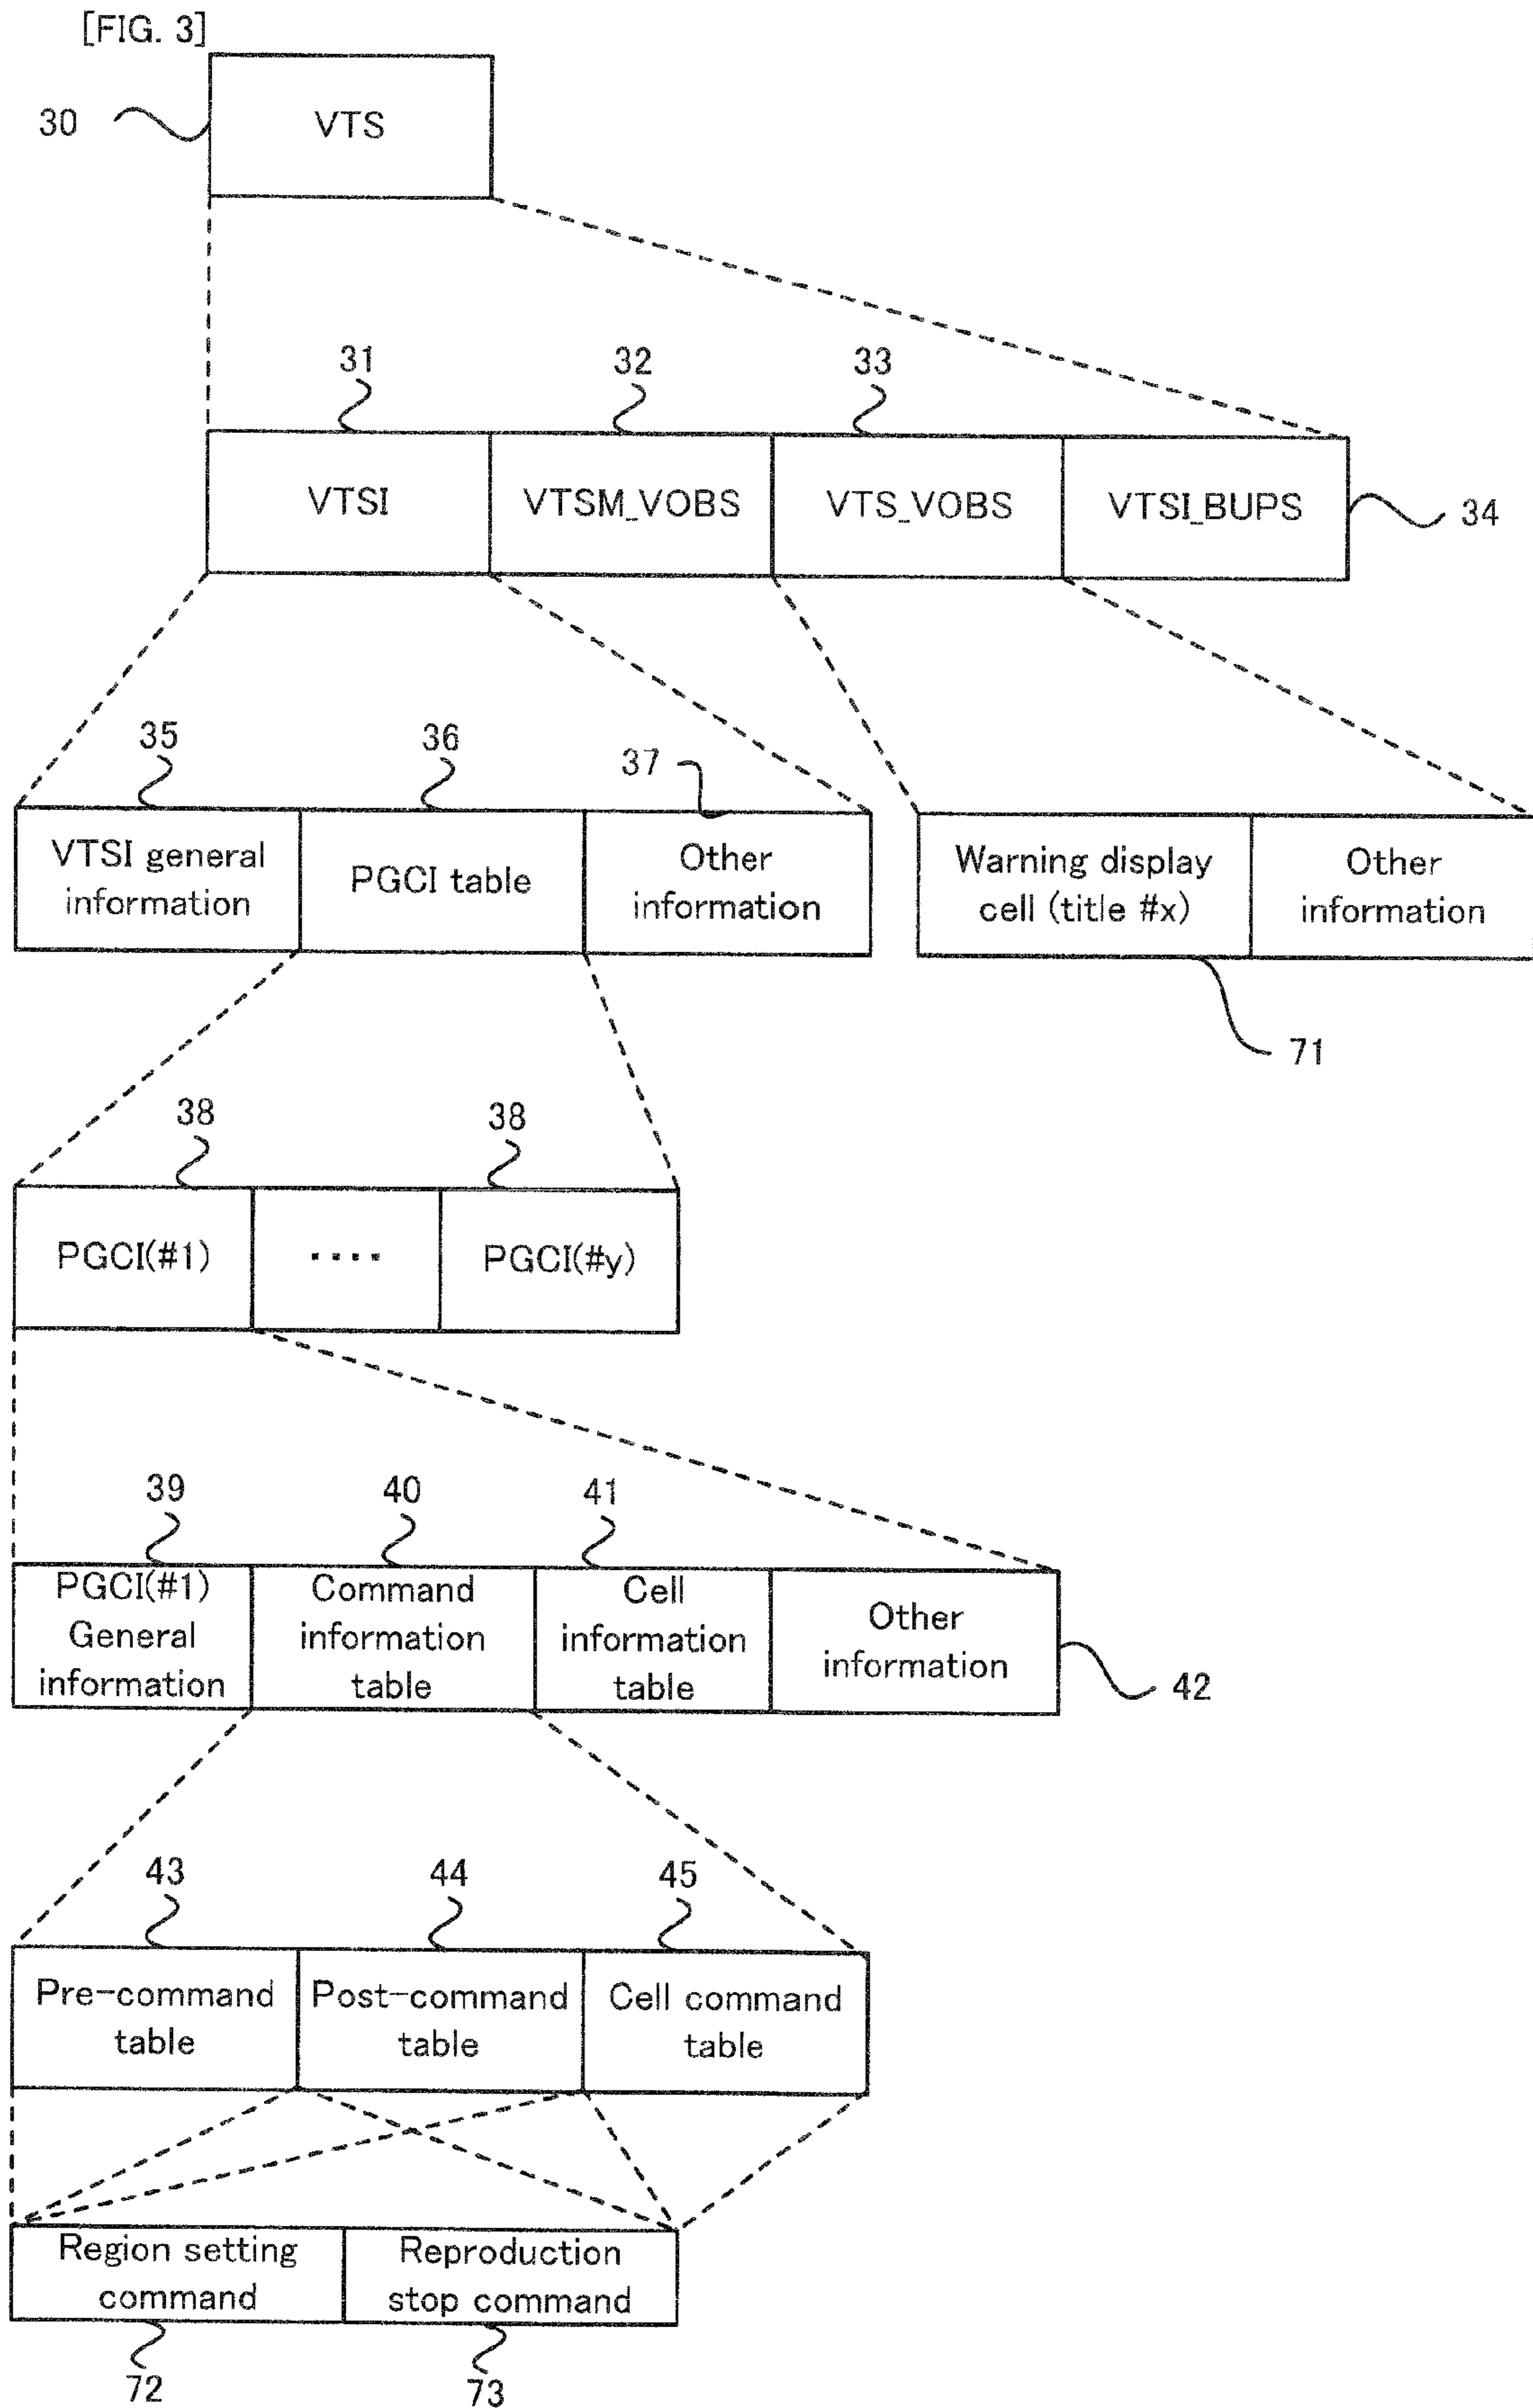 [FIG. 3]
30
VTS
31
32
33
VTSI
VTSM_VOBS
VTS_VOBS
VTSI_BUPS
34
35
36
37
VTSI general
information
PGCI table
Other
information
Warning display
cell (title #x)
Other
information
71
38
38
PGCI(#1)
····
PGCI(#y)
39
40
41
PGCI(#1)
General
information
Command
information
table
Cell
information
table
Other
information
42
43
44
45
Pre-command
table
Post-command
table
Cell command
table
Region setting
command
Reproduction
stop command
72
73